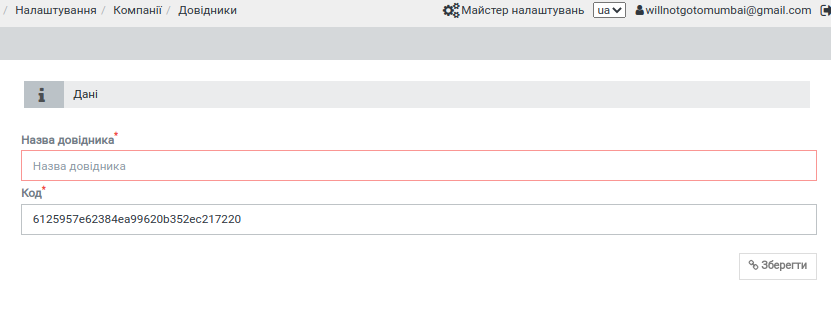 / Налаштування / Компанії / Довідники Майстер налаштувань ua willnotgotomumbai@gmail.com
Дані
Назва довідника*
Назва довідника
Код*
6125957e62384ea99620b352ec217220
Зберегти